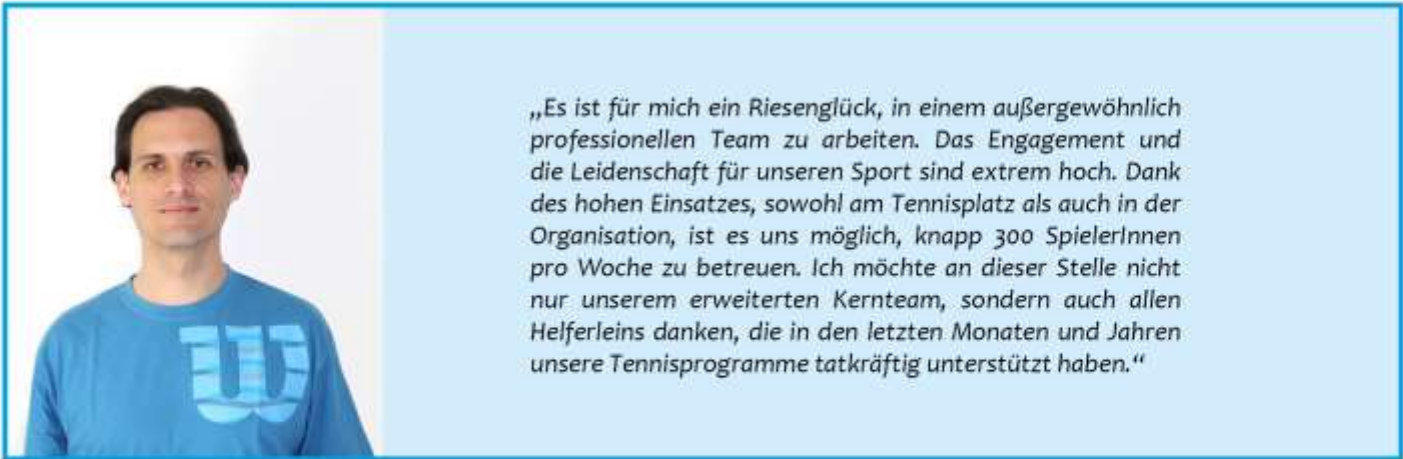 „Es ist für mich ein Riesenglück, in einem außergewöhnlich
professionellen Team zu arbeiten. Das Engagement und
die Leidenschaft für unseren Sport sind extrem hoch. Dank
des hohen Einsatzes, sowohl am Tennisplatz als auch in der
Organisation, ist es uns möglich, knapp 300 SpielerInnen
pro Woche zu betreuen. Ich möchte an dieser Stelle nicht
nur unserem erweiterten Kernteam, sondern auch allen
Helferleins danken, die in den letzten Monaten und Jahren
unsere Tennisprogramme tatkräftig unterstützt haben.“
W